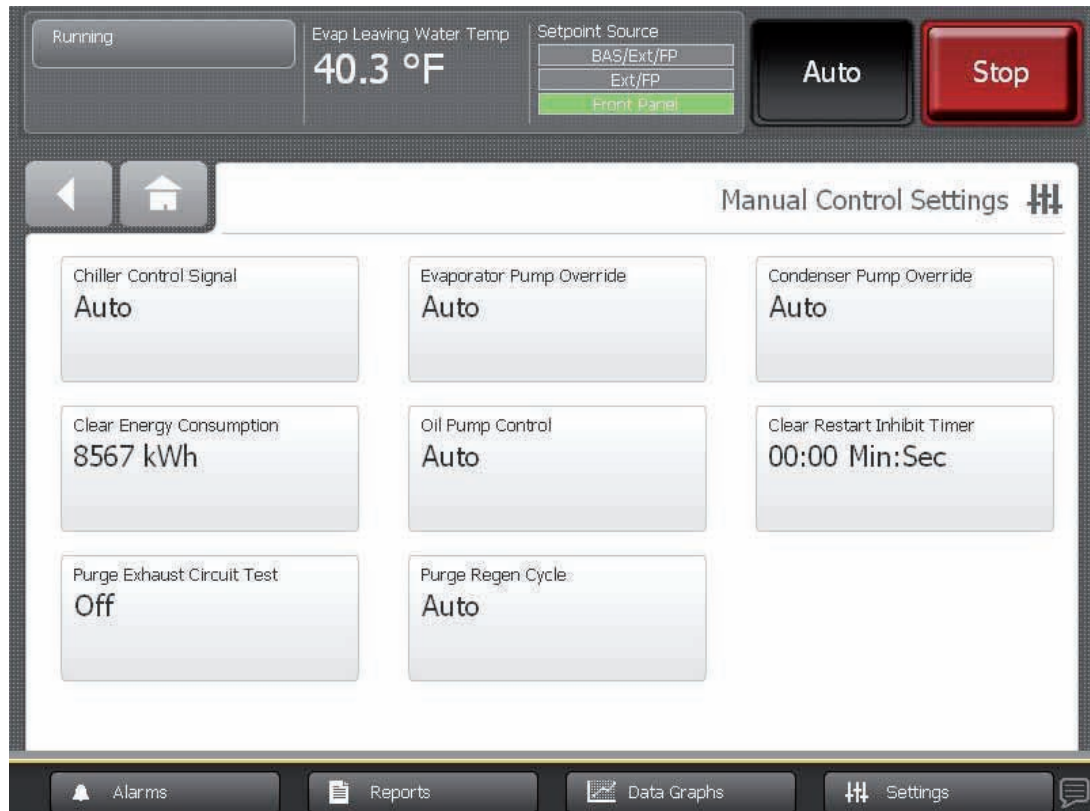 Running
Evap Leaving Water Temp
40.3 °F
Setpoint Source
BAS/Ext/FP
Ext/FP
Front Panel
Auto
Stop
Manual Control Settings
Chiller Control Signal
Auto
Evaporator Pump Override
Auto
Condenser Pump Override
Auto
Clear Energy Consumption
8567 kWh
Oil Pump Control
Auto
Clear Restart Inhibit Timer
00:00 Min:Sec
Purge Exhaust Circuit Test
Off
Purge Regen Cycle
Auto
Alarms
Reports
Data Graphs
Settings